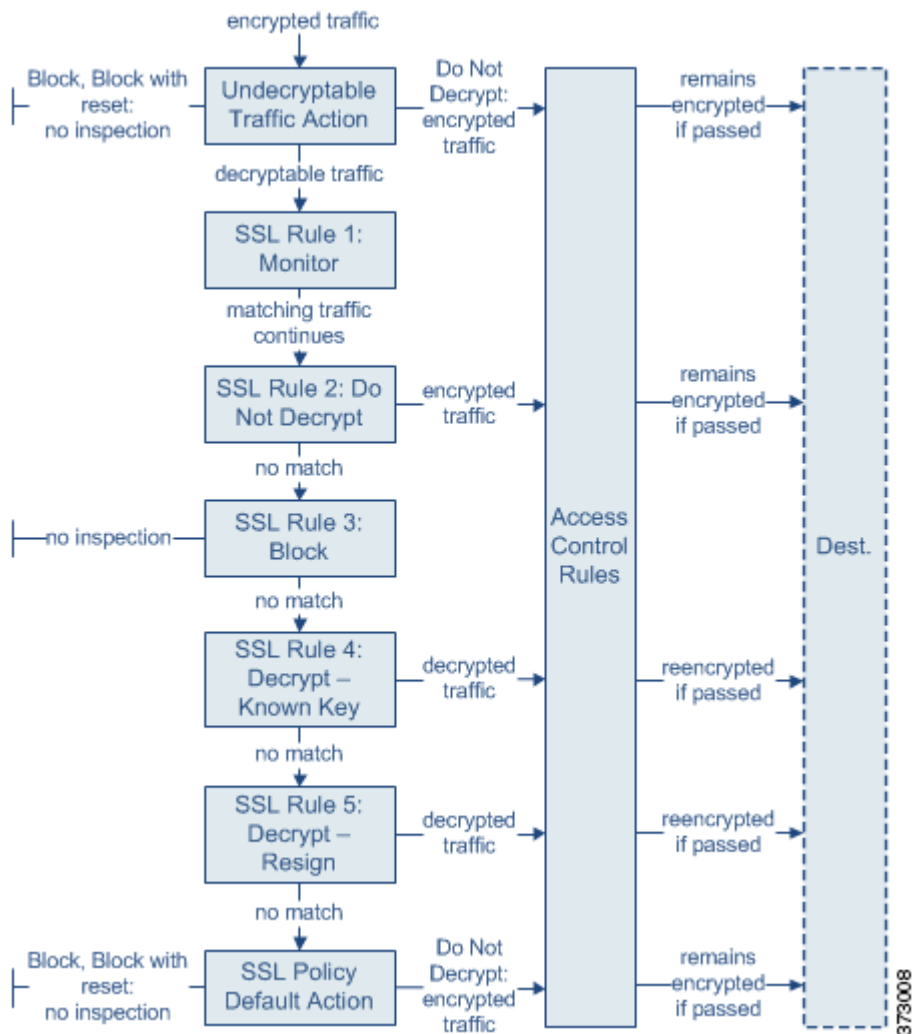 encrypted traffic
Block, Block with
reset:
no inspection
Undecryptable
Traffic Action
Do Not
Decrypt:
encrypted
traffic
remains
encrypted
if passed
decryptable traffic
SSL Rule 1:
Monitor
matching traffic
continues
SSL Rule 2: Do
Not Decrypt
encrypted
traffic
remains
encrypted
if passed
no match
no inspection
SSL Rule 3:
Block
Access
Control
Rules
Dest.
no match
SSL Rule 4:
Decrypt –
Known Key
decrypted
traffic
reencrypted
if passed
no match
SSL Rule 5:
Decrypt –
Resign
decrypted
traffic
reencrypted
if passed
no match
Block, Block with
reset:
no inspection
SSL Policy
Default Action
Do Not
Decrypt:
encrypted
traffic
remains
encrypted
if passed
373008